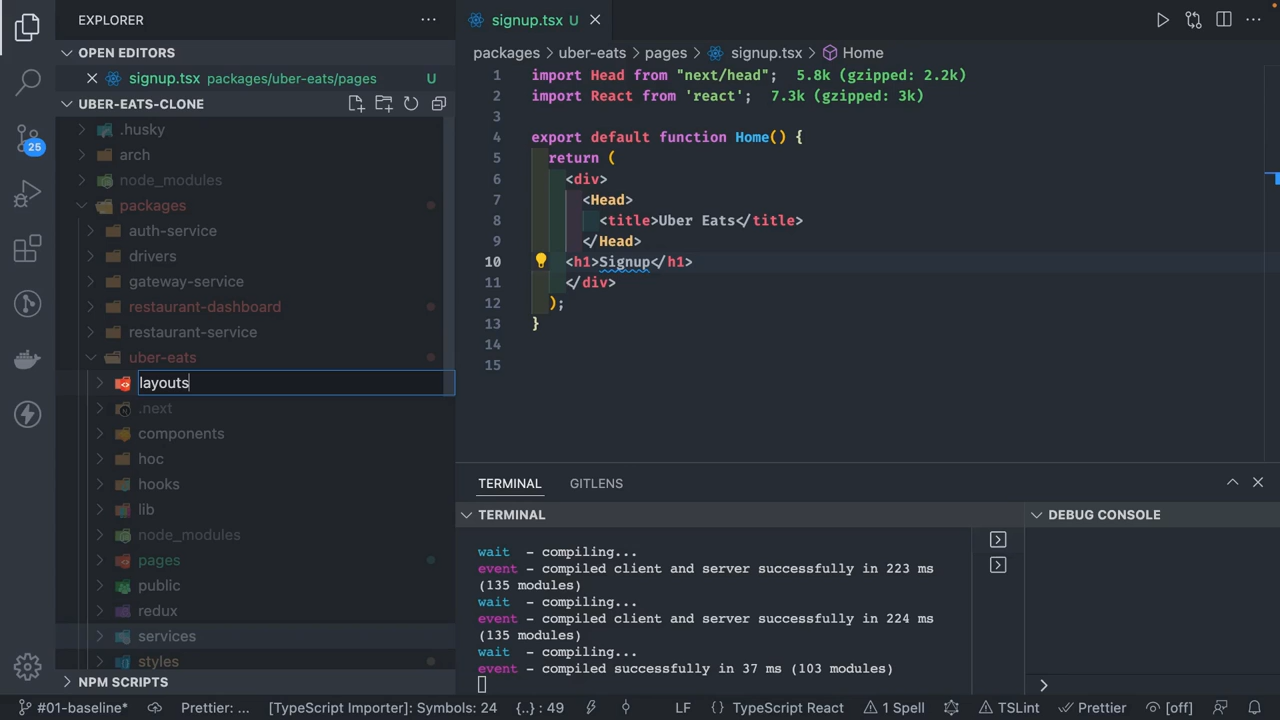 EXPLORER
OPEN EDITORS
signup.tsx packages/uber-eats/pages U
UBER-EATS-CLONE
.husky
arch
node_modules
packages
auth-service
drivers
gateway-service
restaurant-dashboard
restaurant-service
uber-eats
layouts
.next
components
hoc
hooks
lib
node_modules
pages
public
redux
services
styles
NPM SCRIPTS
25
signup.tsx U
packages > uber-eats > pages > signup.tsx > Home
1 import Head from "next/head"; 5.8k (gzipped: 2.2k)
2 import React from 'react'; 7.3k (gzipped: 3k)
3
4 export default function Home() {
5 return (
6 <div>
7 <Head>
8 <title>Uber Eats</title>
9 </Head>
10 <h1>Signup</h1>
11 </div>
12 );
13 }
14
15
TERMINAL GITLENS
TERMINAL
wait - compiling...
event - compiled client and server successfully in 223 ms
(135 modules)
wait - compiling...
event - compiled client and server successfully in 224 ms
(135 modules)
wait - compiling...
event - compiled successfully in 37 ms (103 modules)
DEBUG CONSOLE
#01-baseline* Prettier: ... [TypeScript Importer]: Symbols: 24 {..} : 49 LF { } TypeScript React 1 Spell TSLint Prettier [off]